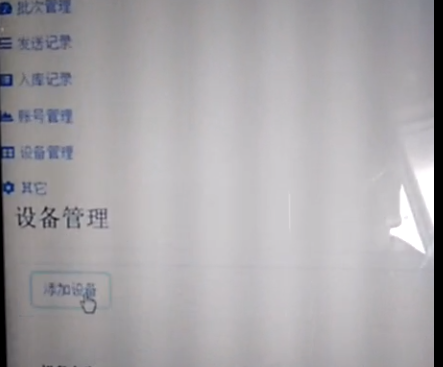 批次管理
发送记录
入库记录
账号管理
设备管理
其它
设备管理
添加设备